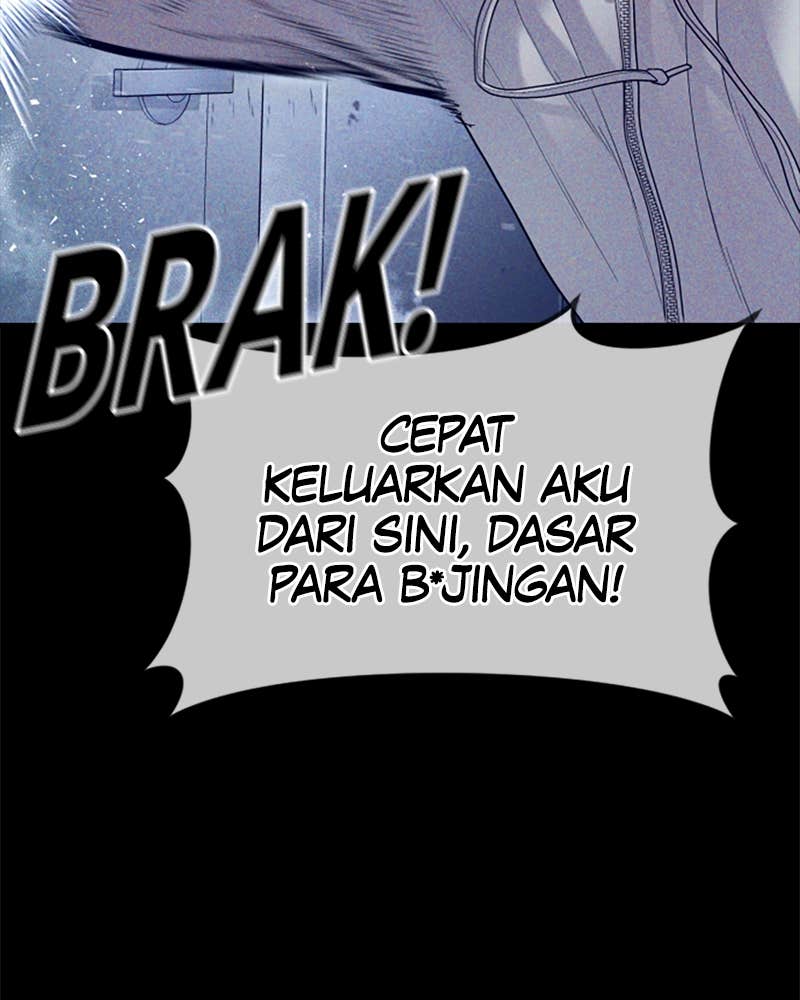 BRAK!
CEPAT
KELUARKAN AKU
DARI SINI, DASAR
PARA B*JINGAN!